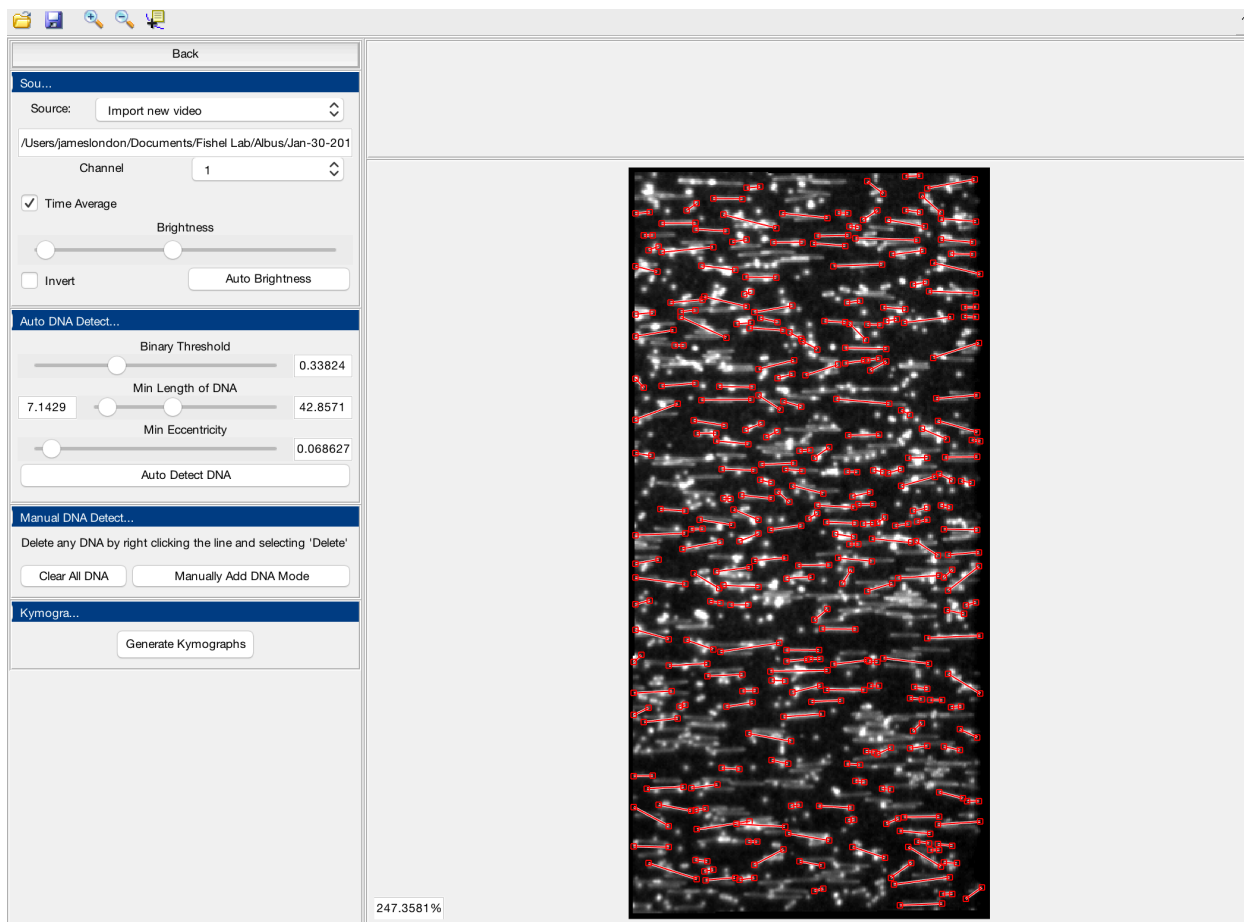 Back
Sou...
Source:
Import new video
/Users/jameslondon/Documents/Fishel Lab/Albus/Jan-30-201
Channel
1
Time Average
Brightness
Invert
Auto Brightness
Auto DNA Detect...
Binary Threshold
0.33824
Min Length of DNA
7.1429
42.8571
Min Eccentricity
0.068627
Auto Detect DNA
Manual DNA Detect...
Delete any DNA by right clicking the line and selecting 'Delete'
Clear All DNA
Manually Add DNA Mode
Kymogra...
Generate Kymographs
247.3581%